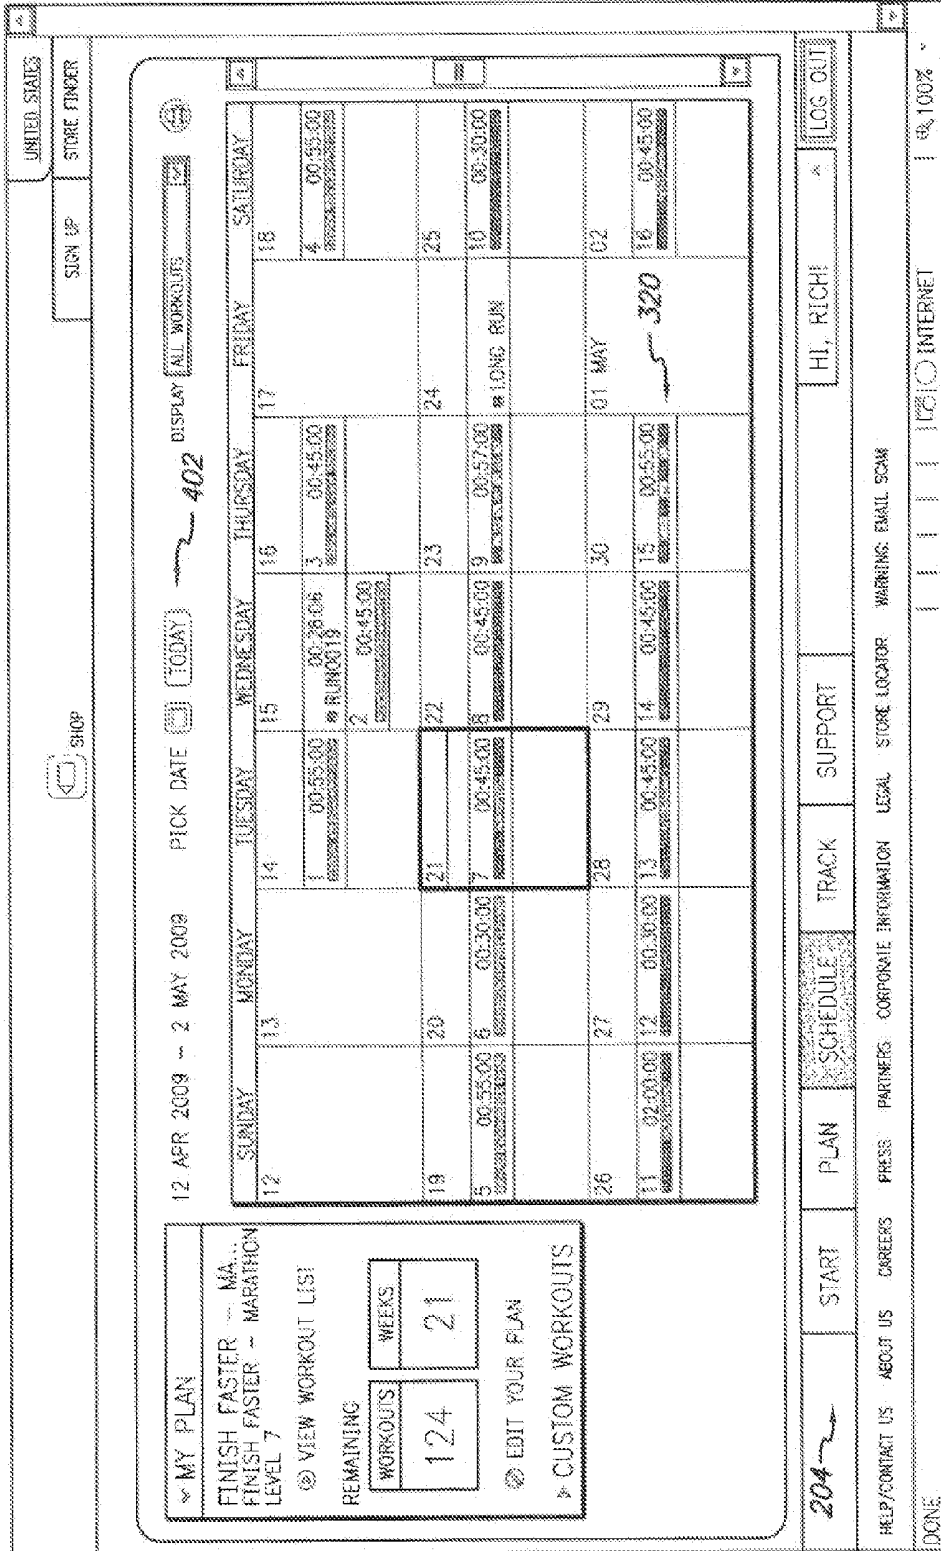 UNITED STATES
SIGN UP STORE FINDER
SHOP
12 APR 2009 - 2 MAY 2009 PICK DATE TODAY 402 DISPLAY ALL WORKOUTS
MY PLAN
FINISH FASTER - MA...
FINISH FASTER - MARATHON
LEVEL 7
VIEW WORKOUT LIST
REMAINING
WORKOUTS WEEKS
124 21
EDIT YOUR PLAN
CUSTOM WORKOUTS
SUNDAY MONDAY TUESDAY WEDNESDAY THURSDAY FRIDAY SATURDAY
12 13 14 15 16 17 18
1 00:55:00 00:26:06 3 00:45:00 4 00:55:00
RUN0019
2 00:45:00
19 20 21 22 23 24 25
5 00:55:00 6 00:30:00 7 00:45:00 8 00:45:00 9 00:57:00 LONG RUN 10 00:30:00
26 27 28 29 30 01 MAY 02
11 02:00:00 12 00:30:00 13 00:45:00 14 00:45:00 15 00:55:00 320 16 00:45:00
204 START PLAN SCHEDULE TRACK SUPPORT HI, RICH! LOG OUT
HELP/CONTACT US ABOUT US CAREERS PRESS PARTNERS CORPORATE INFORMATION LEGAL STORE LOCATOR WARNING: EMAIL SCAM
DONE INTERNET 100%